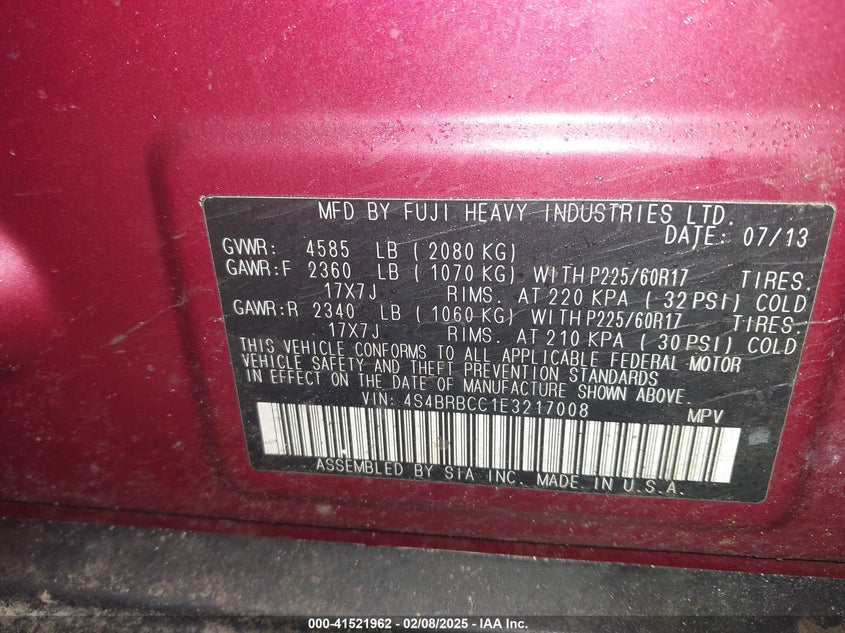 MFD BY FUJI HEAVY INDUSTRIES LTD.
DATE: 07/13
GVWR: 4585 LB (2080 KG)
GAWR:F 2360 LB (1070 KG) WITH P225/60R17 TIRES.
17X7J RIMS. AT 220 KPA (32 PSI) COLD
GAWR:R 2340 LB (1060 KG) WITH P225/60R17 TIRES.
17X7J RIMS. AT 210 KPA (30 PSI) COLD
THIS VEHICLE CONFORMS TO ALL APPLICABLE FEDERAL MOTOR
VEHICLE SAFETY AND THEFT PREVENTION STANDARDS
IN EFFECT ON THE DATE OF MANUFACTURE SHOWN ABOVE.
VIN: 4S4BRBCC1E3217008 MPV
ASSEMBLED BY SIA INC. MADE IN U.S.A.
000-41521962 - 02/08/2025 - IAA Inc.